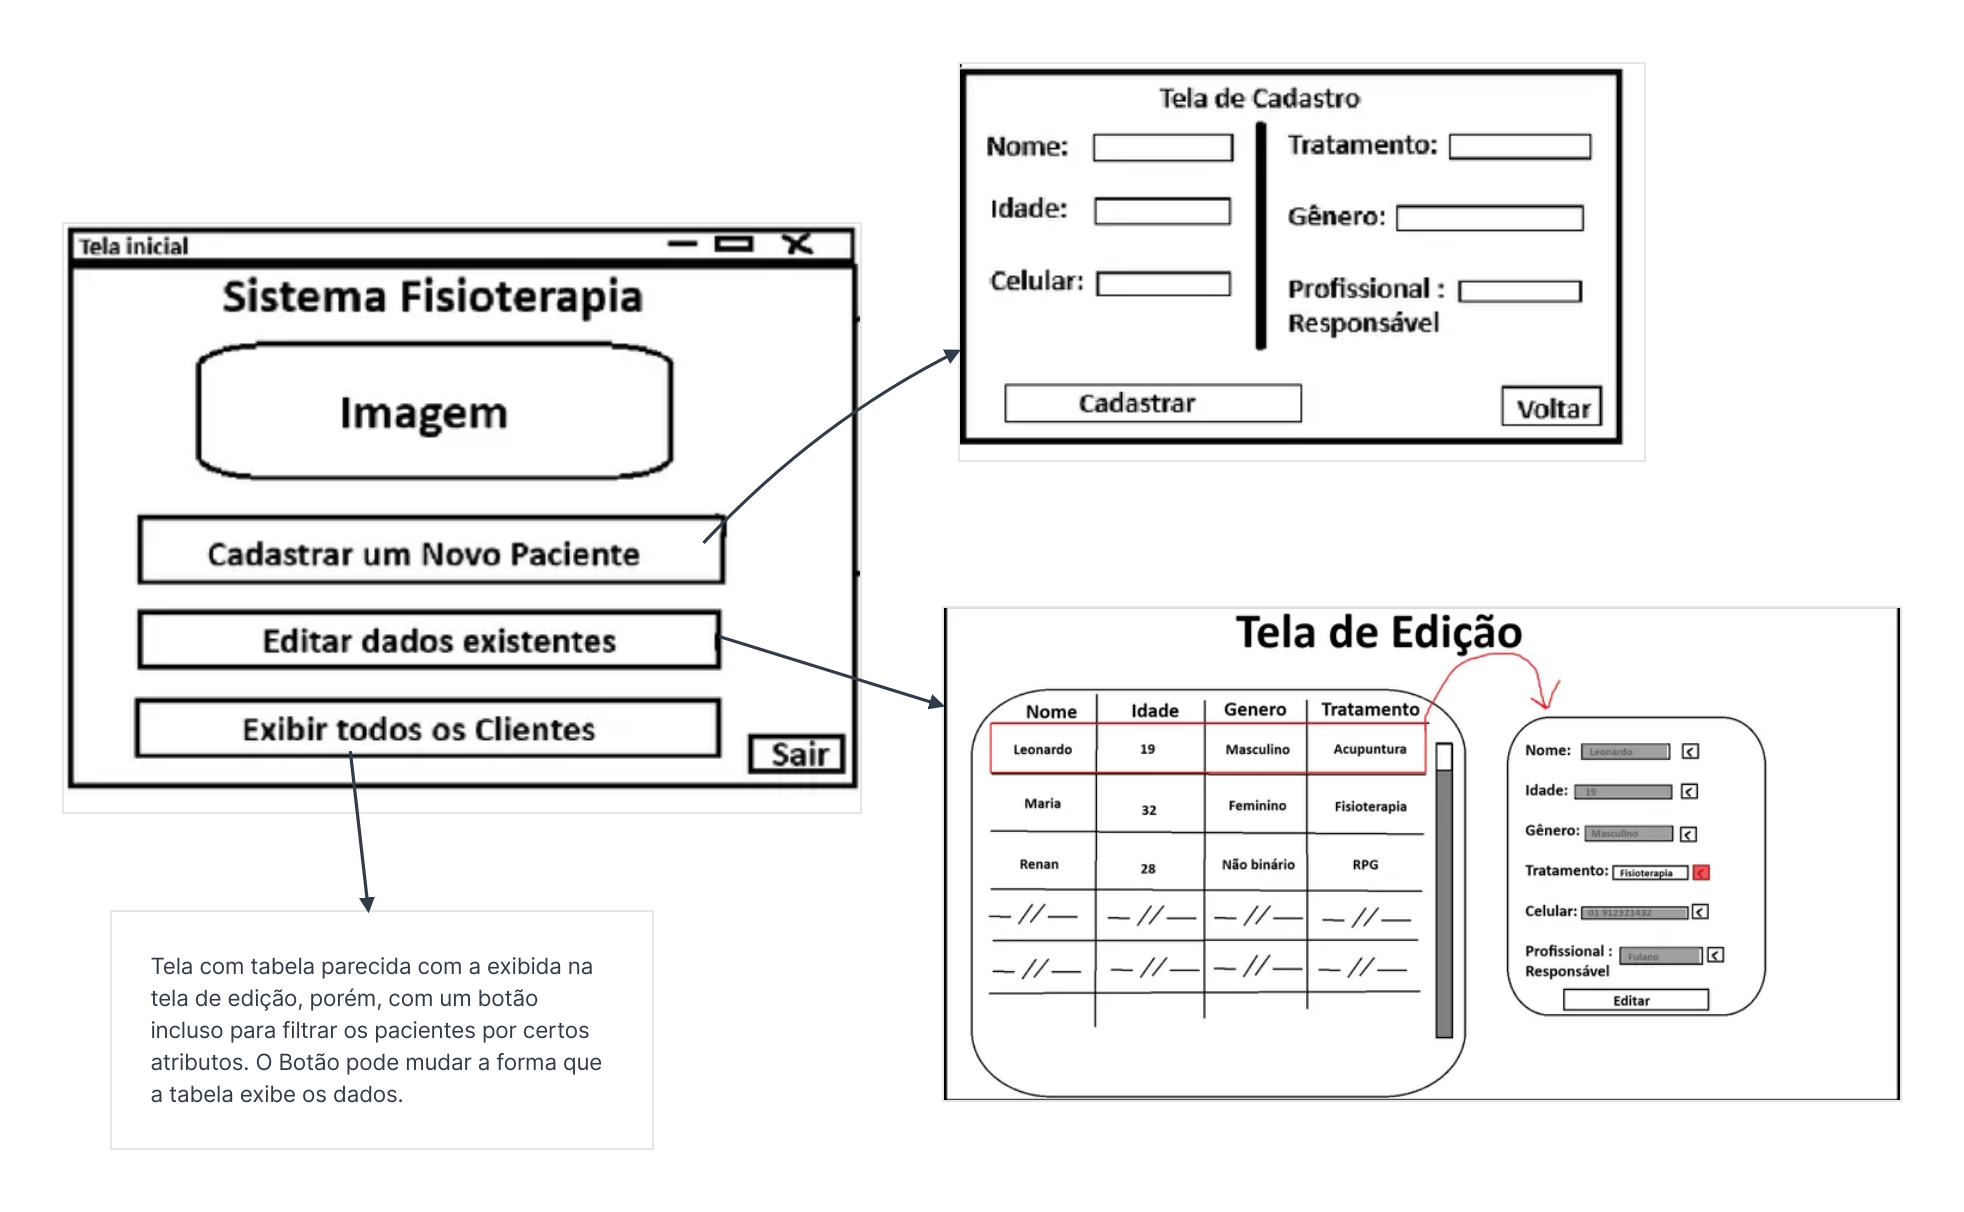 Tela inicial
Sistema Fisioterapia
Imagem
Cadastrar um Novo Paciente
Editar dados existentes
Exibir todos os Clientes
Sair
Tela de Cadastro
Nome:
Idade:
Celular:
Tratamento:
Gênero:
Profissional :
Responsável
Cadastrar
Voltar
Tela de Edição
Nome Idade Genero Tratamento
Leonardo 19 Masculino Acupuntura
Maria 32 Feminino Fisioterapia
Renan 28 Não binário RPG
— // — — // — — // — — // —
— // — — // — — // — — // —
Nome: Leonardo <
Idade: 19 <
Gênero: Masculino <
Tratamento: Fisioterapia <
Celular: 01 912321432 <
Profissional : Fulano <
Responsável
Editar
Tela com tabela parecida com a exibida na
tela de edição, porém, com um botão
incluso para filtrar os pacientes por certos
atributos. O Botão pode mudar a forma que
a tabela exibe os dados.